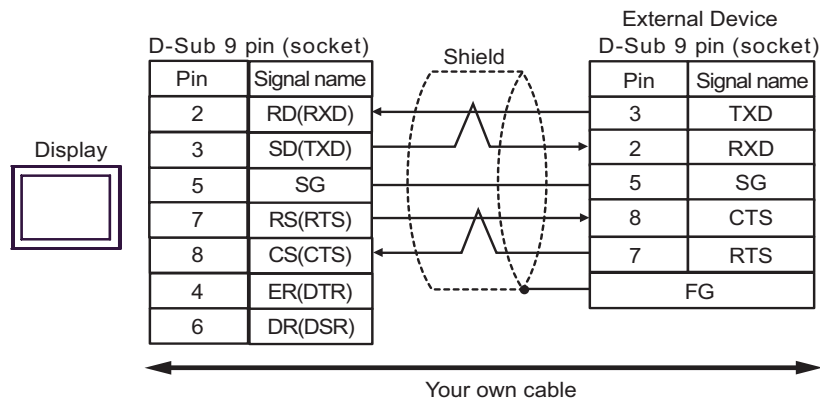 External Device
D-Sub 9 pin (socket) Shield D-Sub 9 pin (socket)
Pin Signal name Pin Signal name
2 RD(RXD) 3 TXD
Display 3 SD(TXD) 2 RXD
5 SG 5 SG
7 RS(RTS) 8 CTS
8 CS(CTS) 7 RTS
4 ER(DTR) FG
6 DR(DSR)
Your own cable